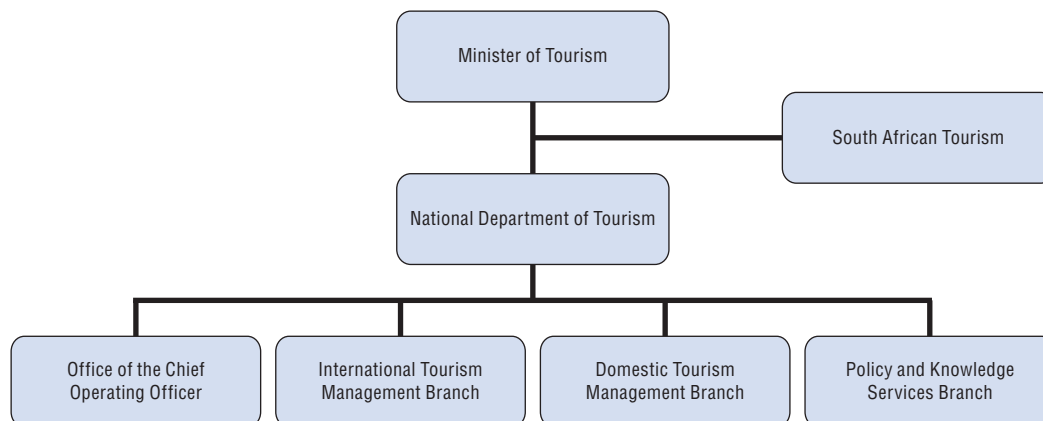 Minister of Tourism
South African Tourism
National Department of Tourism
Office of the Chief
Operating Officer
International Tourism
Management Branch
Domestic Tourism
Management Branch
Policy and Knowledge
Services Branch